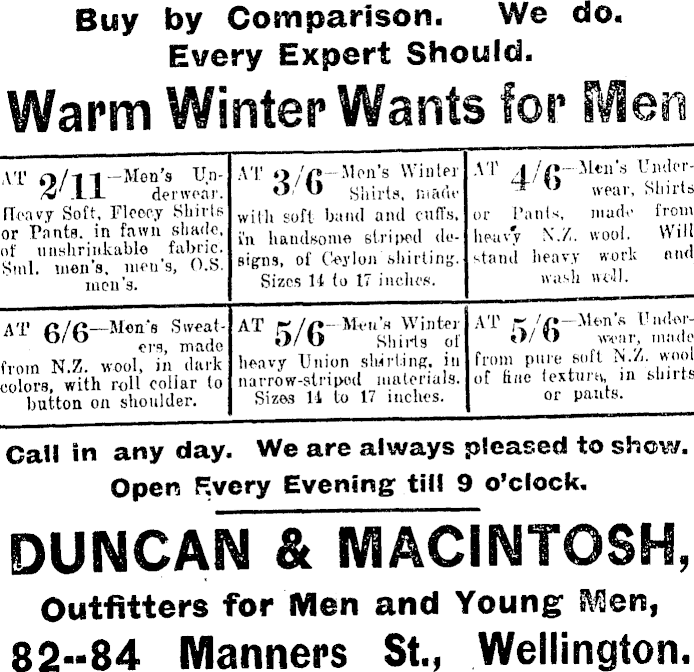 Buy by Comparison. We do.
Every Expert Should.
Warm Winter Wants for Men
AT 2/11—Men's Un-
derwear.
Heavy Soft, Fleecy Shirts
or Pants, in fawn shade,
of unshrinkable fabric.
Sml. men's, men's, O.S.
men's.
AT 3/6—Men's Winter
Shirts, made
with soft band and cuffs,
in handsome striped de-
signs, of Ceylon shirting.
Sizes 14 to 17 inches.
AT 4/6—Men's Under-
wear, Shirts
or Pants, made from
heavy N.Z. wool. Will
stand heavy work and
wash well.
AT 6/6—Men's Sweat-
ers, made
from N.Z. wool, in dark
colors, with roll collar to
button on shoulder.
AT 5/6—Men's Winter
Shirts of
heavy Union shirting, in
narrow-striped materials.
Sizes 14 to 17 inches.
AT 5/6—Men's Under-
wear, made
from pure soft N.Z. wool
of fine texture, in shirts
or pants.
Call in any day. We are always pleased to show.
Open Every Evening till 9 o'clock.
DUNCAN & MACINTOSH,
Outfitters for Men and Young Men,
82--84 Manners St., Wellington.